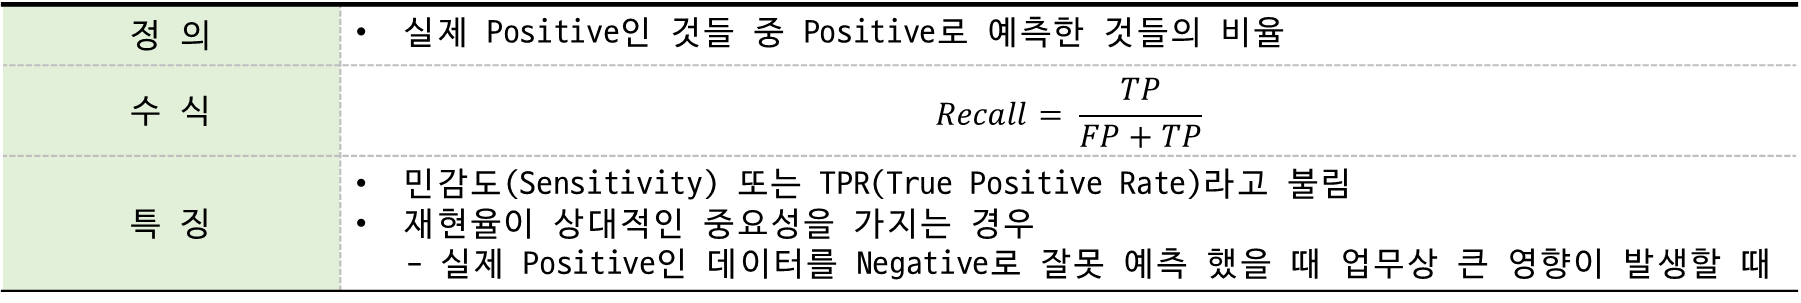 정 의
• 실제 Positive인 것들 중 Positive로 예측한 것들의 비율
수 식
Recall = TP / (FP + TP)
특 징
• 민감도(Sensitivity) 또는 TPR(True Positive Rate)라고 불림
• 재현율이 상대적인 중요성을 가지는 경우
– 실제 Positive인 데이터를 Negative로 잘못 예측 했을 때 업무상 큰 영향이 발생할 때